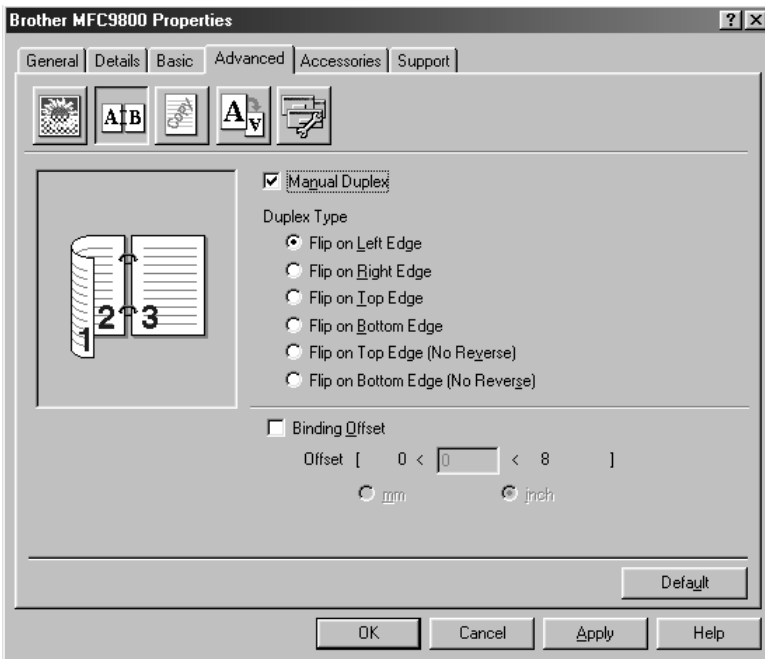 Brother MFC9800 Properties
? X
General Details Basic Advanced Accessories Support
A B COPY A A
Manual Duplex
Duplex Type
Flip on Left Edge
Flip on Right Edge
Flip on Top Edge
Flip on Bottom Edge
Flip on Top Edge (No Reverse)
Flip on Bottom Edge (No Reverse)
1 2 3
Binding Offset
Offset [ 0 < 0 < 8 ]
mm inch
Default
OK Cancel Apply Help